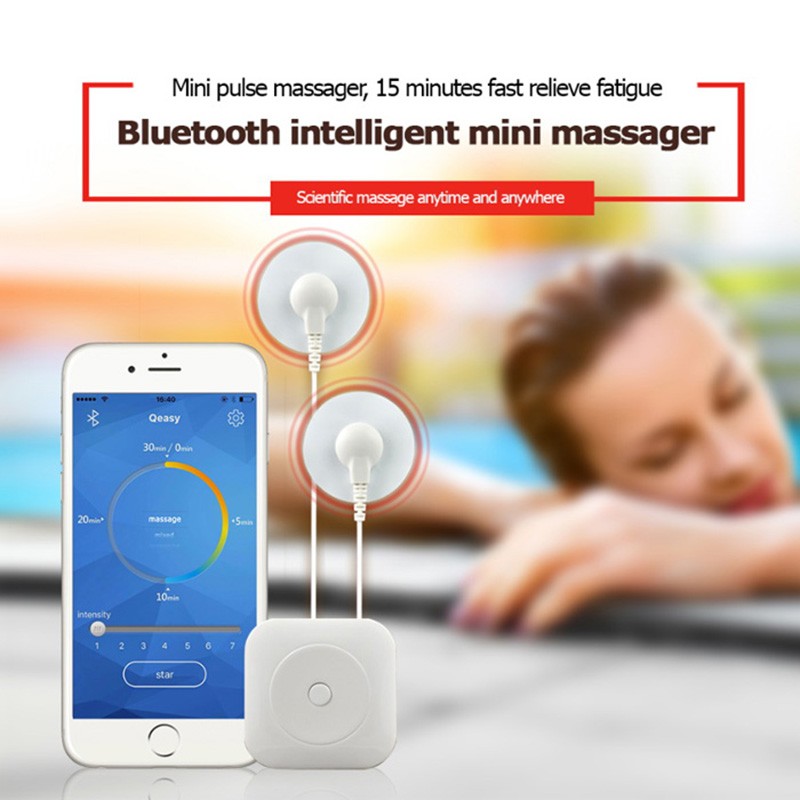 Mini pulse massager, 15 minutes fast relieve fatigue
Bluetooth intelligent mini massager
Scientific massage anytime and anywhere
16:49
Qeasy
30min / 0min
20min
5min
massage
10min
intensity
1 2 3 4 5 6 7
star